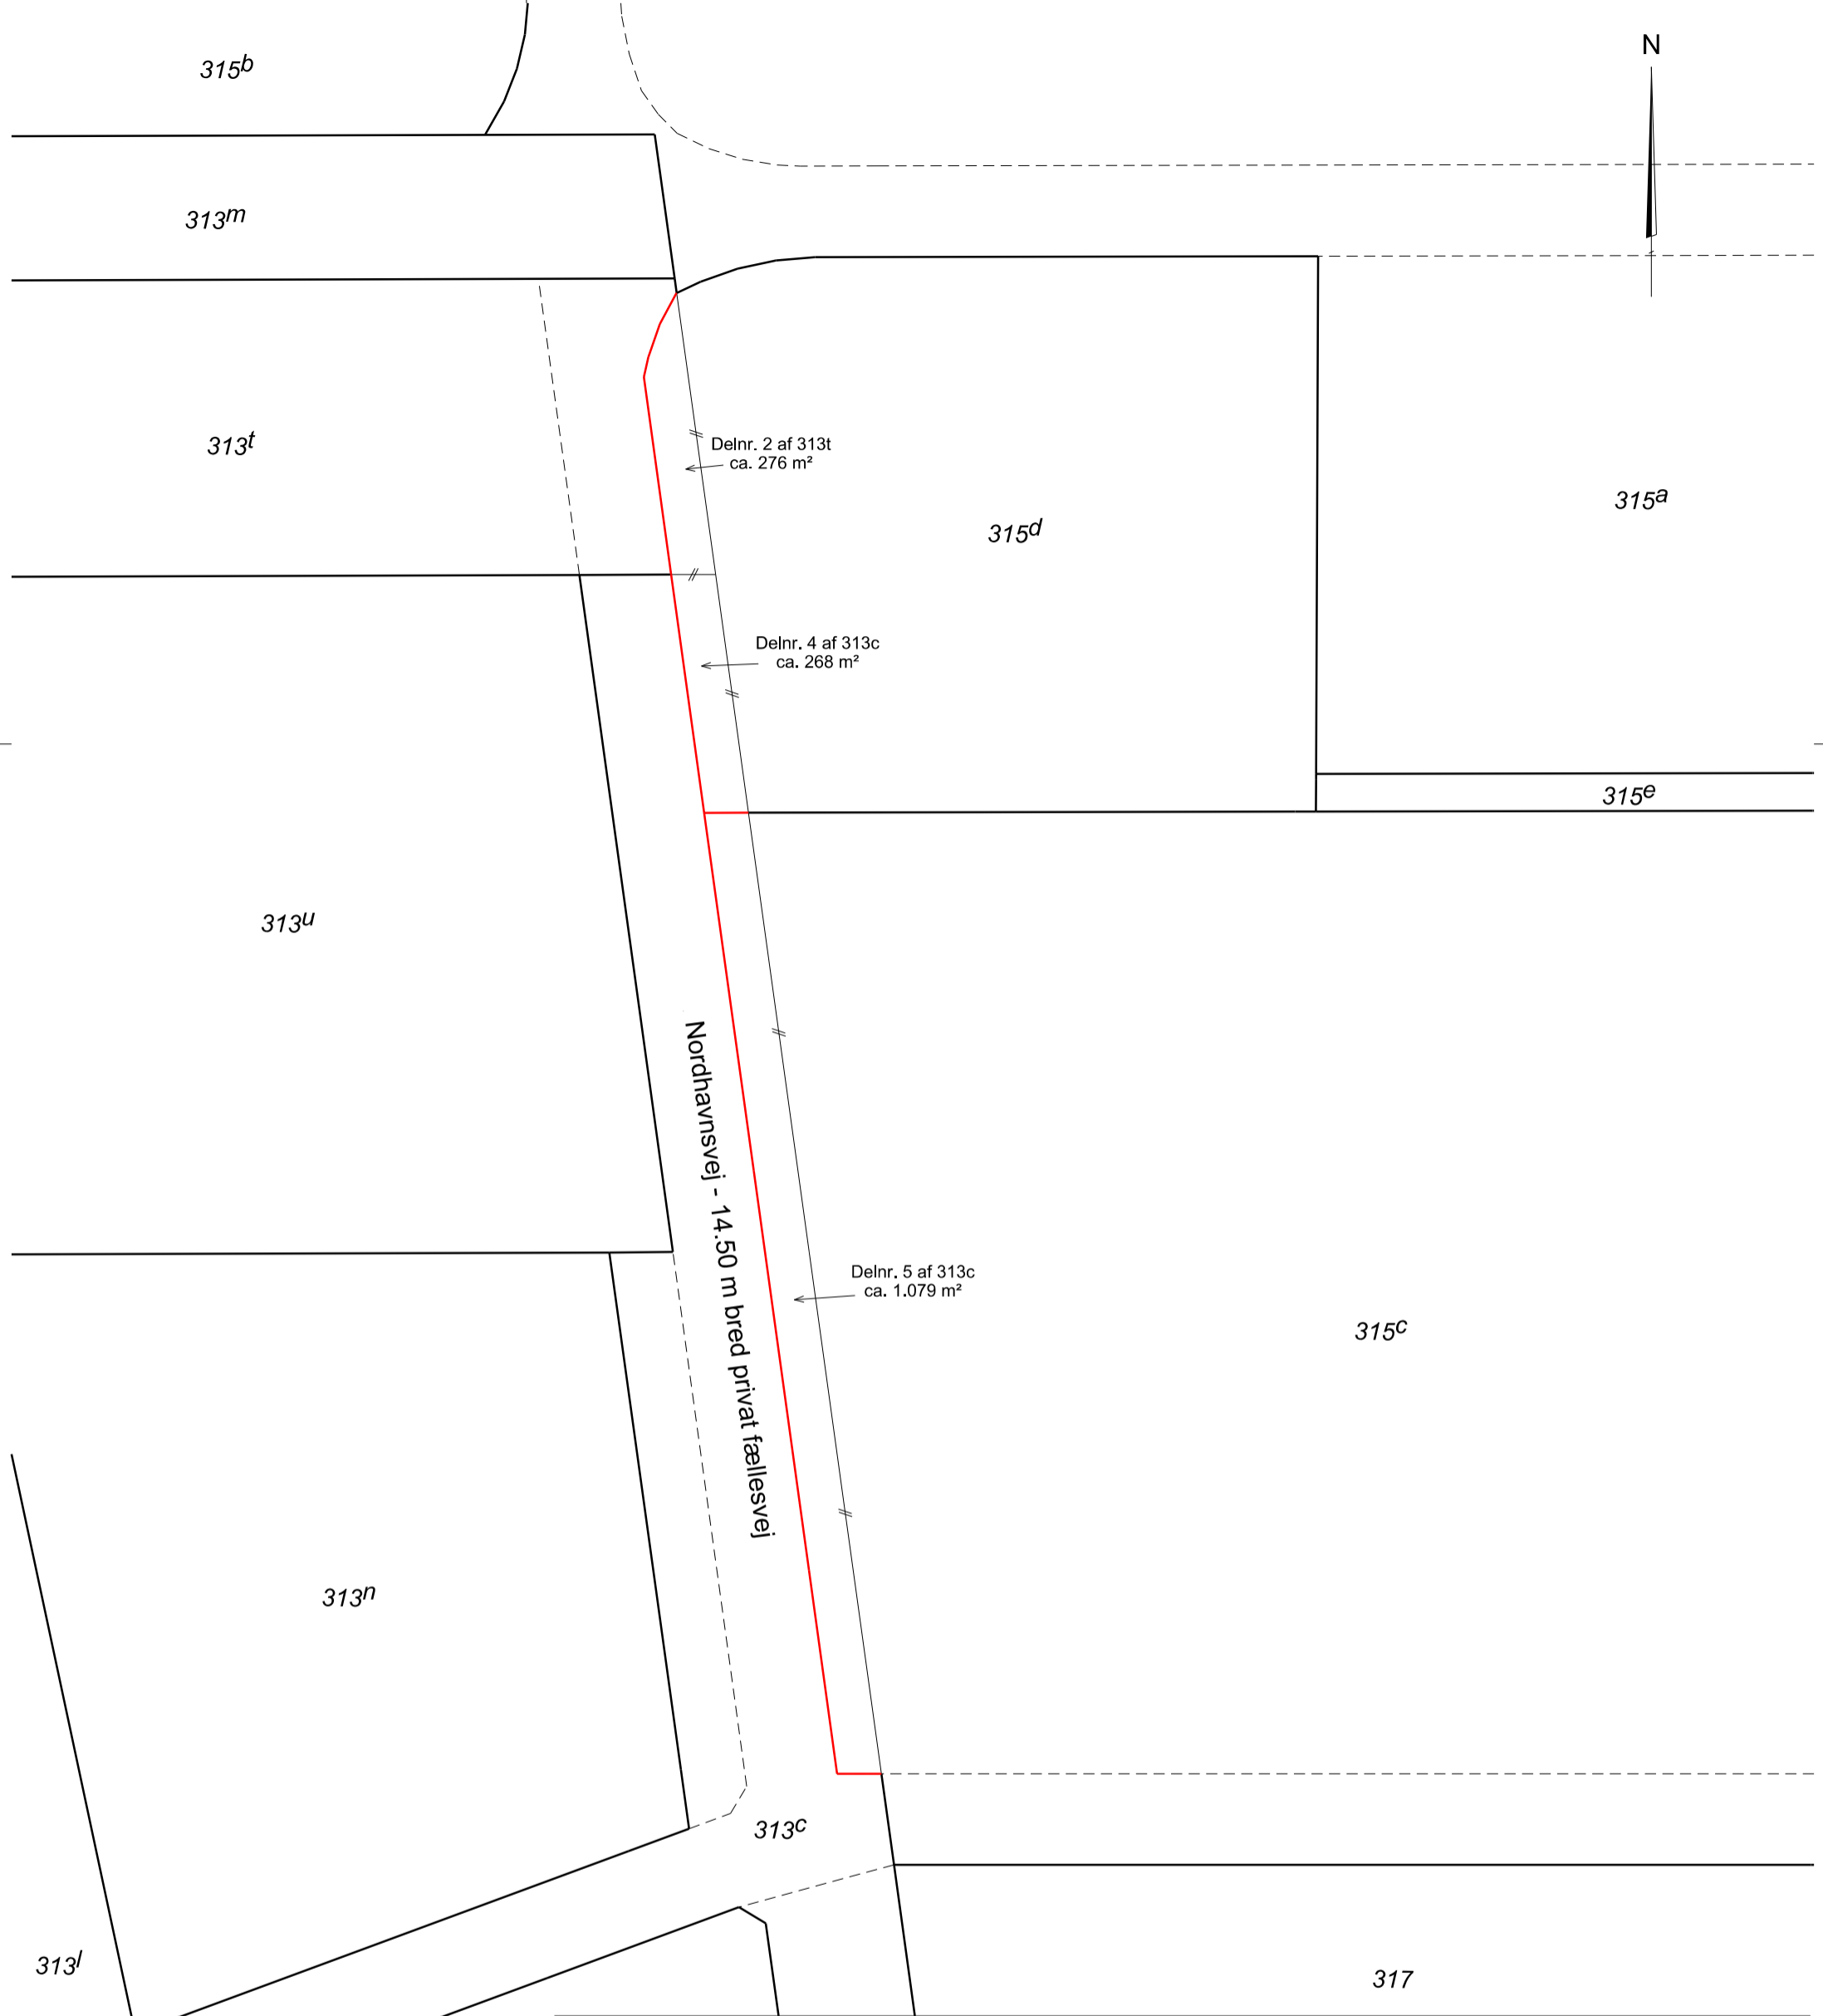 N
315b
313m
313t
Delnr. 2 af 313t
ca. 276 m²
315a
315d
Delnr. 4 af 313c
ca. 268 m²
315e
313u
Nordhavnsvej - 14.50 m bred privat fællesvej
Delnr. 5 af 313c
ca. 1.079 m²
315c
313n
313c
313l
317